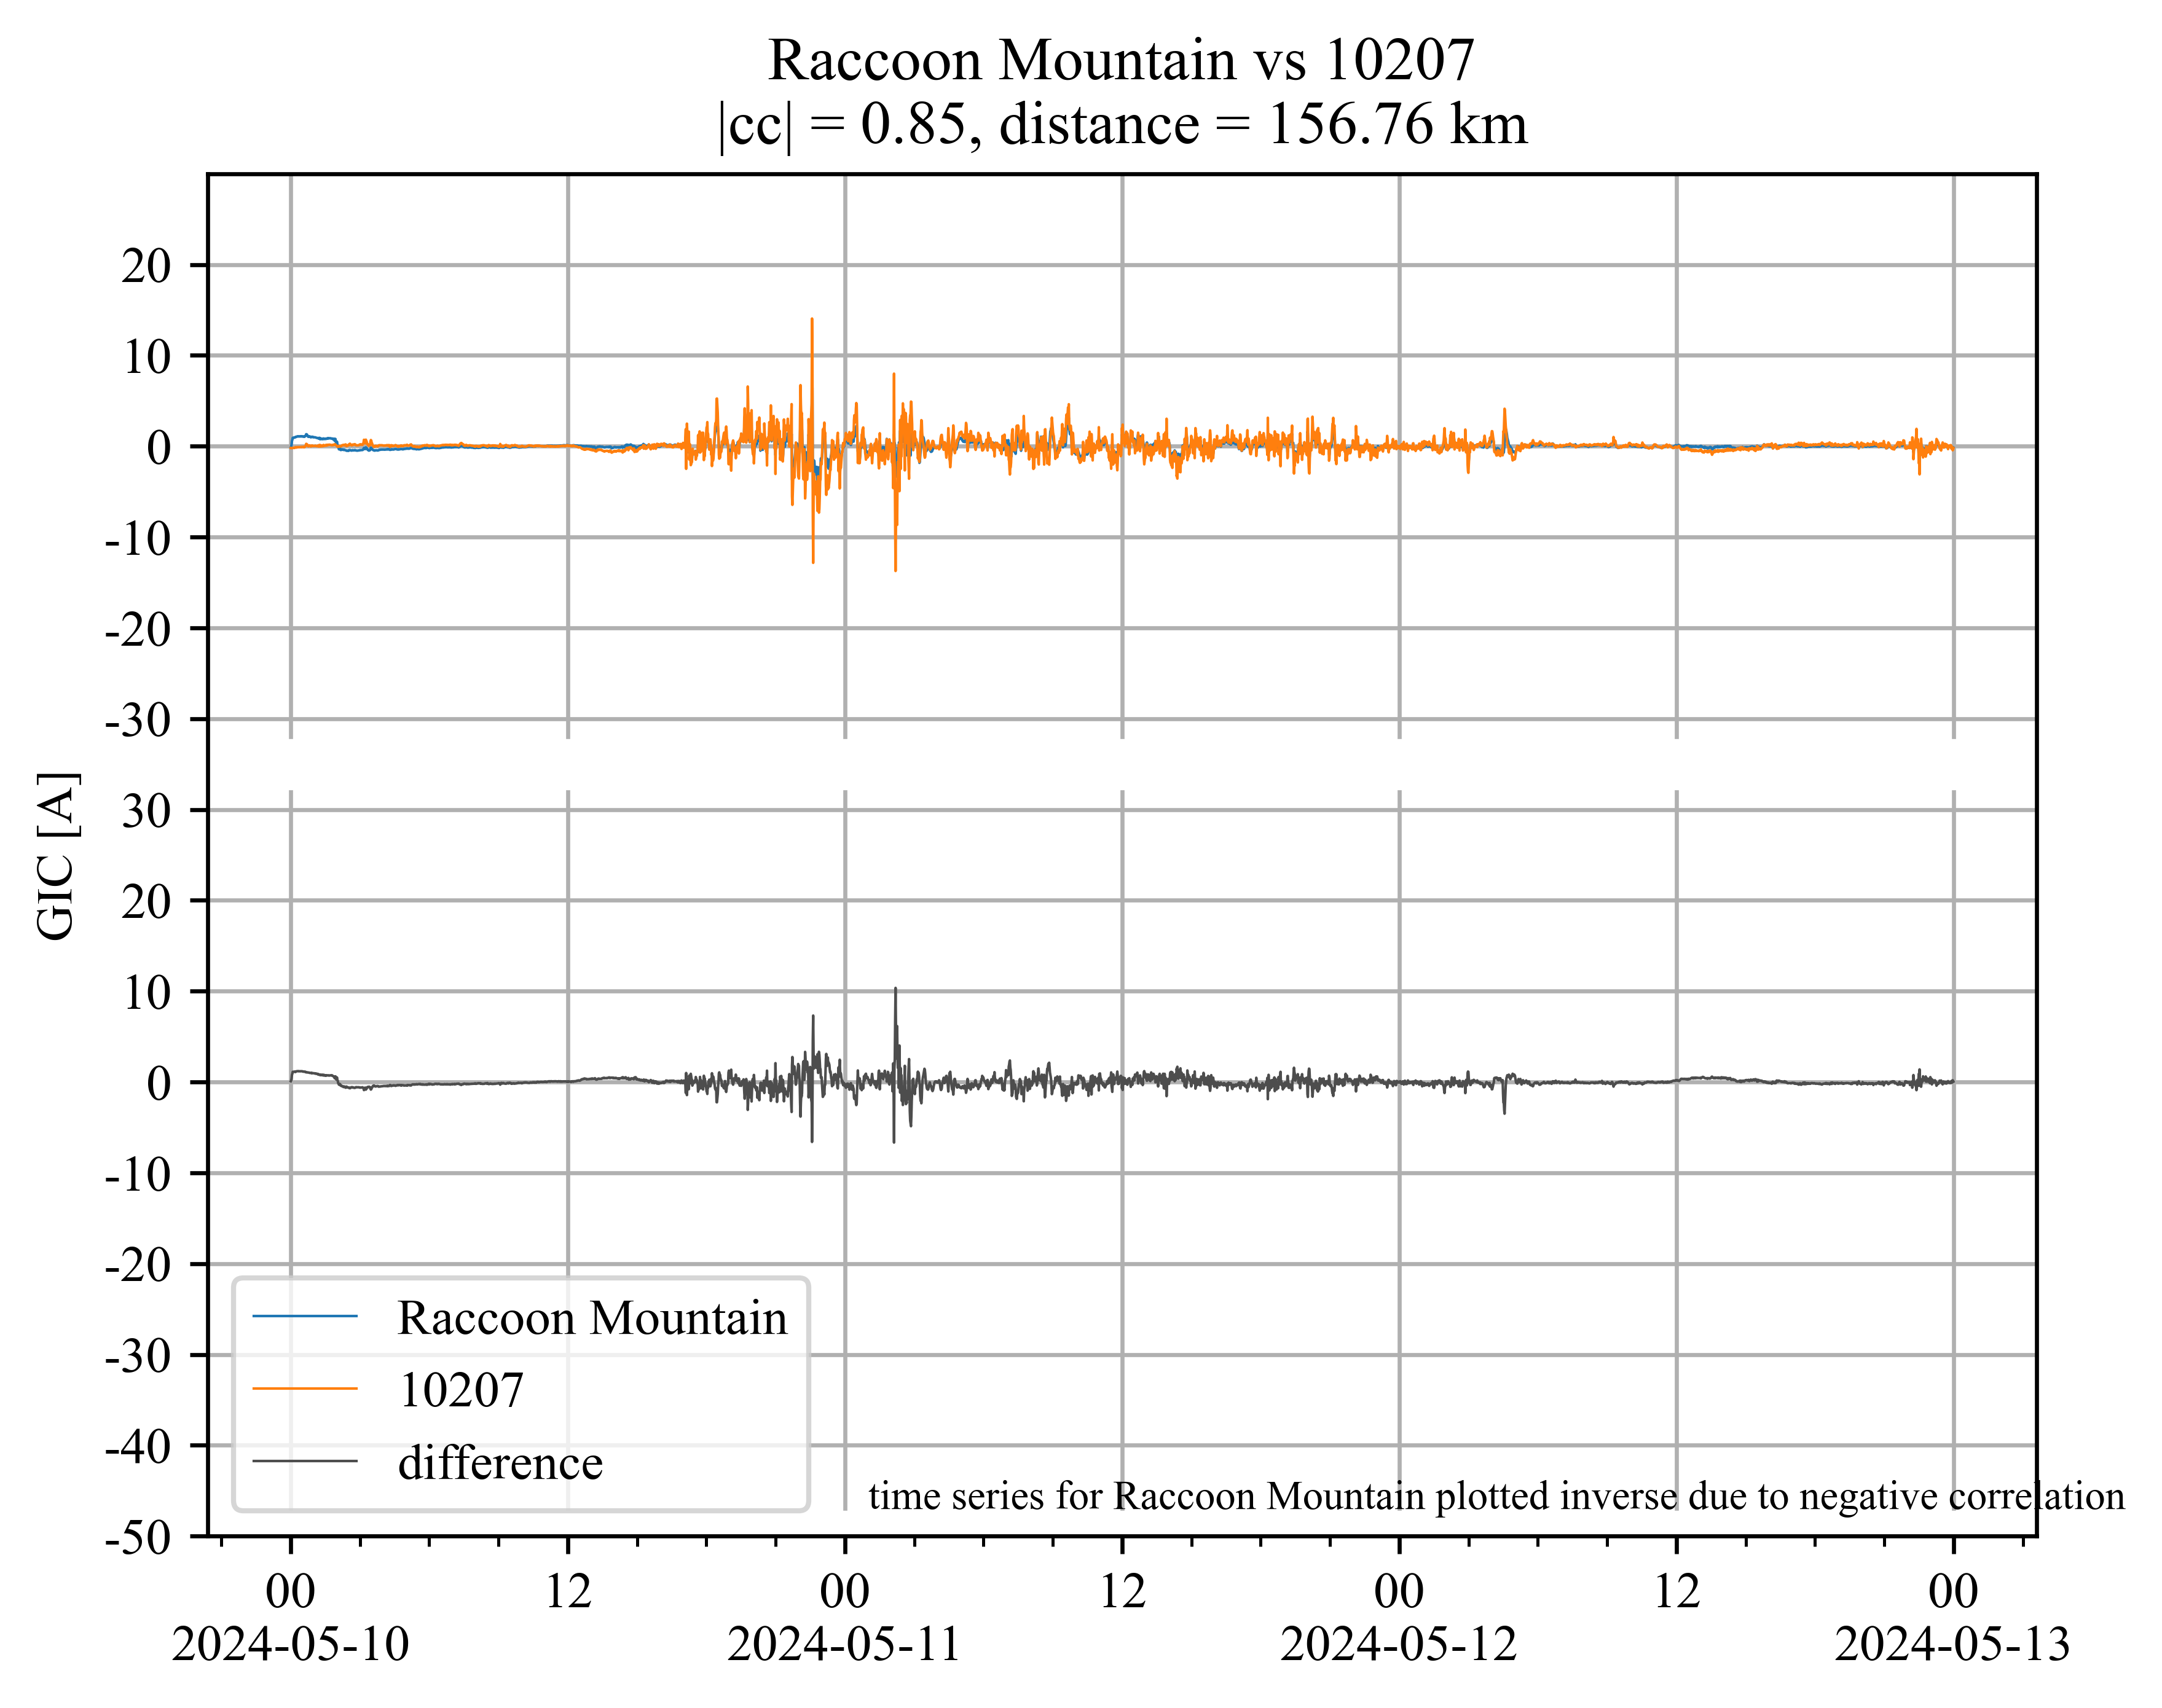 Raccoon Mountain vs 10207
|cc| = 0.85, distance = 156.76 km
GIC [A]
20
10
0
-10
-20
-30
30
20
10
0
-10
-20
-30
-40
-50
Raccoon Mountain
10207
difference
time series for Raccoon Mountain plotted inverse due to negative correlation
00 12 00 12 00 12 00
2024-05-10 2024-05-11 2024-05-12 2024-05-13